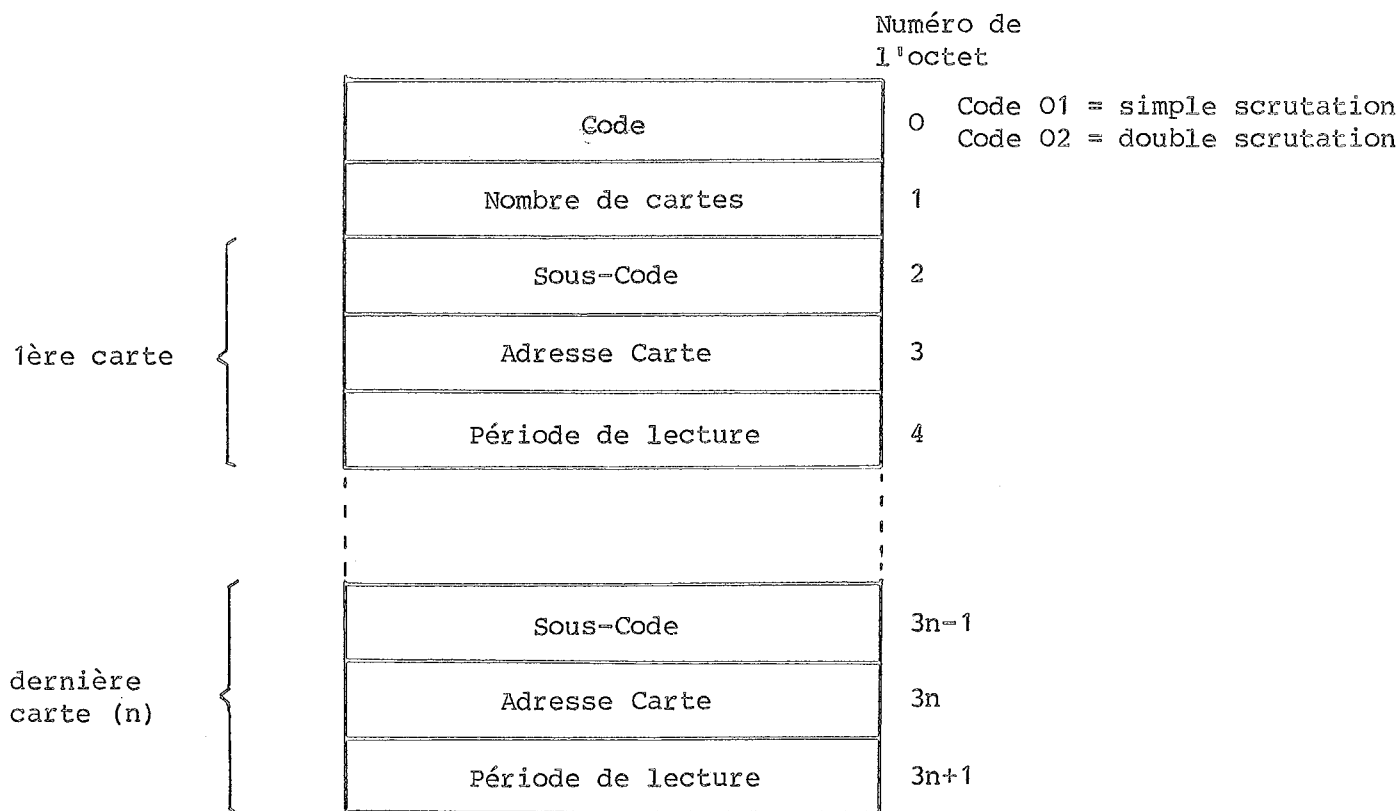 Numéro de
l'octet
Code
0
Code 01 = simple scrutation
Code 02 = double scrutation
Nombre de cartes
1
1ère carte
Sous-Code
2
Adresse Carte
3
Période de lecture
4
dernière
carte (n)
Sous-Code
3n-1
Adresse Carte
3n
Période de lecture
3n+1